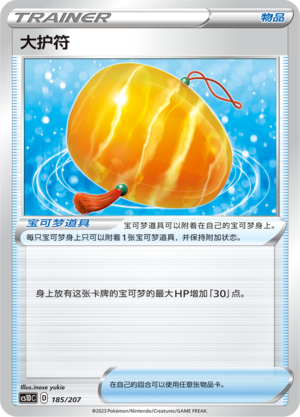 TRAINER
物品
大护符
宝可梦道具 宝可梦道具可以附着在自己的宝可梦身上。
每只宝可梦身上只可以附着1张宝可梦道具，并保持附加状态。
身上放有这张卡牌的宝可梦的最大HP增加「30」点。
Illus.inose yukie
CS1DC D 185/207
在自己的回合可以使用任意张物品卡。
©2023 Pokémon/Nintendo/Creatures/GAME FREAK.